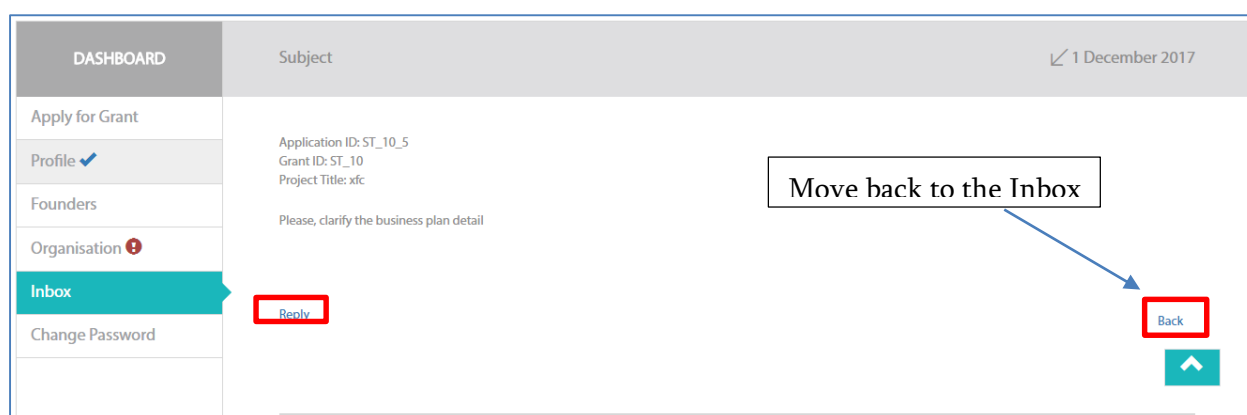 DASHBOARD
Subject
1 December 2017
Apply for Grant
Profile
Founders
Organisation
Inbox
Change Password
Application ID: ST_10_5
Grant ID: ST_10
Project Title: xfc
Please, clarify the business plan detail
Move back to the Inbox
Reply
Back